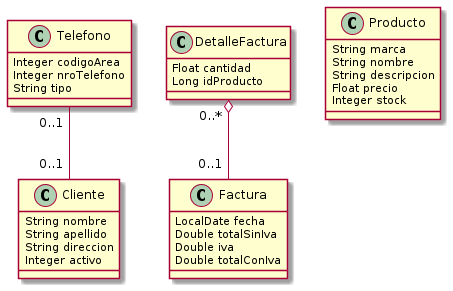 C Telefono
Integer codigoArea
Integer nroTelefono
String tipo
C DetalleFactura
Float cantidad
Long idProducto
C Producto
String marca
String nombre
String descripcion
Float precio
Integer stock
0..1
0..*
0..1
0..1
C Cliente
String nombre
String apellido
String direccion
Integer activo
C Factura
LocalDate fecha
Double totalSinIva
Double iva
Double totalConIva